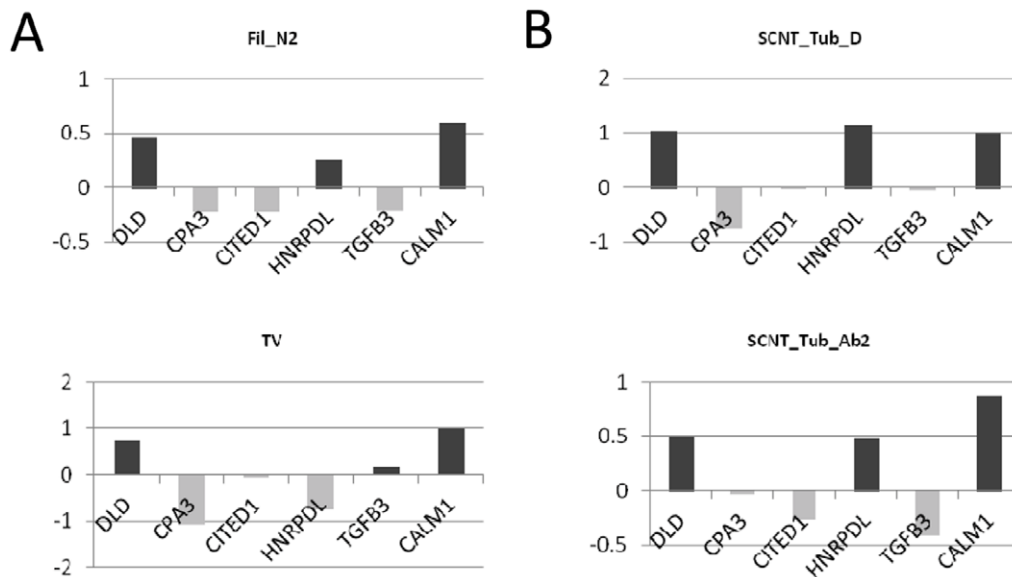 A
Fil_N2
1
0.5
0
-0.5
DLD
CPA3
CITED1
HNRPDL
TGFB3
CALM1
B
SCNT_Tub_D
2
1
0
-1
DLD
CPA3
CITED1
HNRPDL
TGFB3
CALM1
TV
2
1
0
-1
-2
DLD
CPA3
CITED1
HNRPDL
TGFB3
CALM1
SCNT_Tub_Ab2
1
0.5
0
-0.5
DLD
CPA3
CITED1
HNRPDL
TGFB3
CALM1